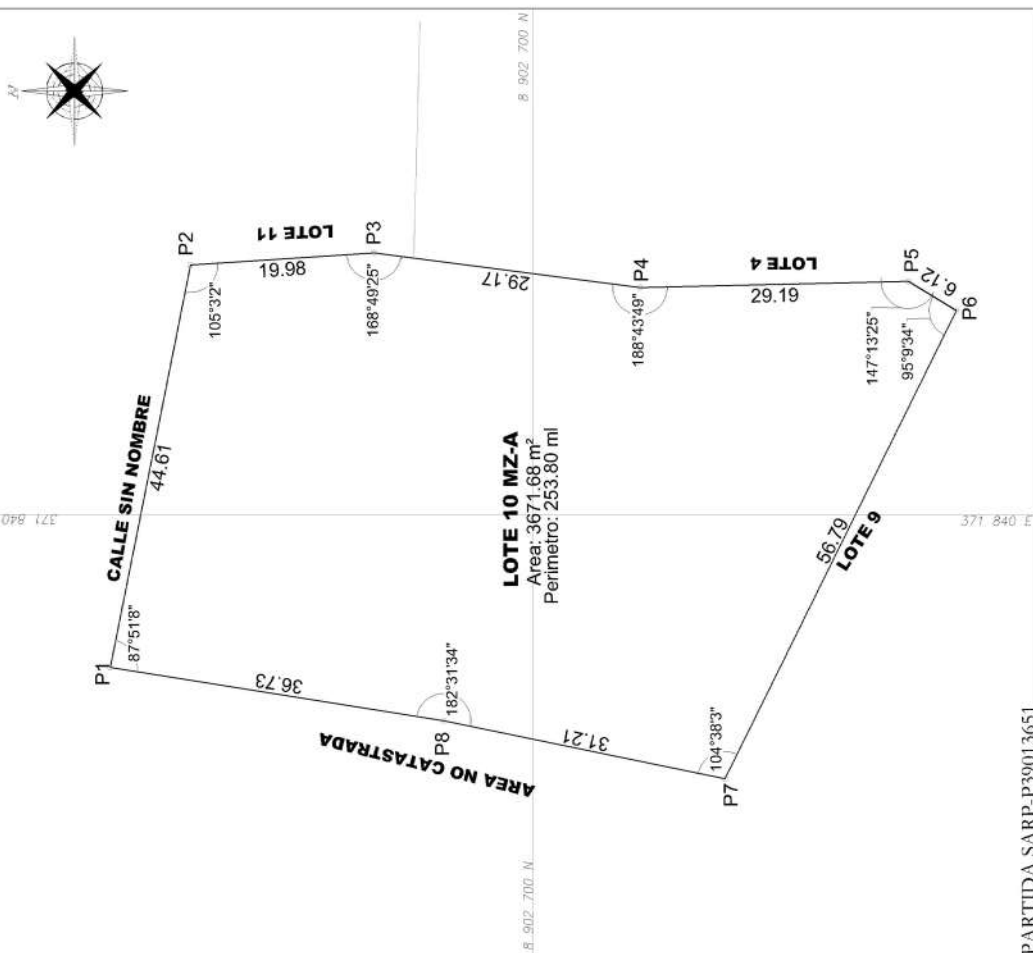 N
8 902 700 N
371 840
P1
P2
P3
P4
P5
P6
P7
P8
CALLE SIN NOMBRE
44.61
87°51'8"
105°3'2"
LOTE 11
19.98
168°49'25"
29.17
188°43'49"
LOTE 4
29.19
147°13'25"
95°9'34"
6.12
LOTE 10 MZ-A
Area: 3671.68 m²
Perimetro: 253.80 ml
36.73
182°31'34"
AREA NO CATASTRADA
31.21
104°38'3"
56.79
LOTE 9
371 840 E
8 902 700 N
PARTIDA SARP-P39013651